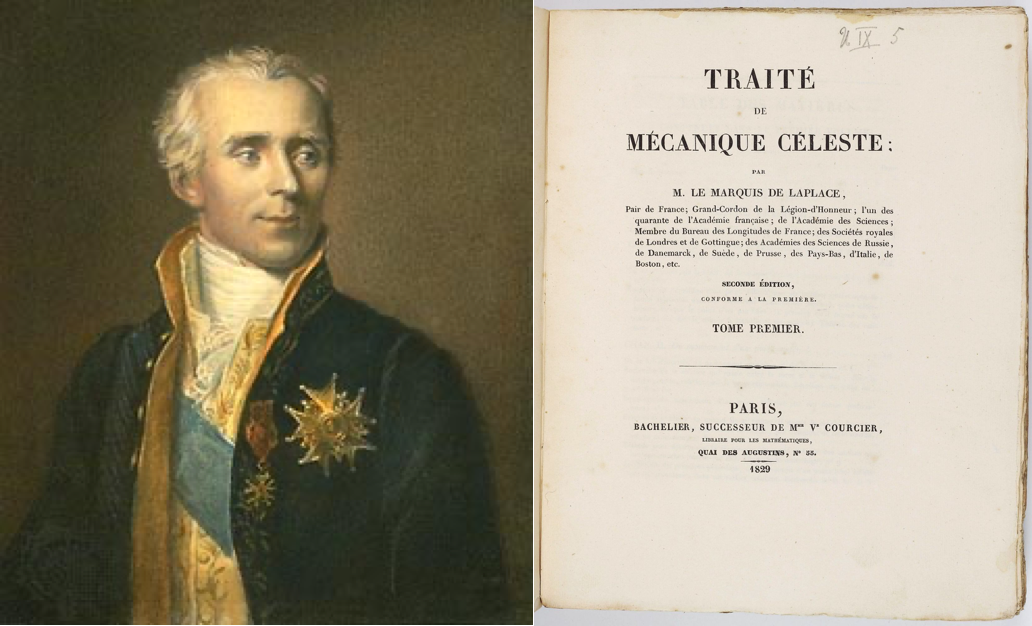 IX 5
TRAITÉ
DE
MÉCANIQUE CÉLESTE;
PAR
M. LE MARQUIS DE LAPLACE,
Pair de France; Grand-Cordon de la Légion-d'Honneur; l'un des
quarante de l'Académie française; de l'Académie des Sciences;
Membre du Bureau des Longitudes de France; des Sociétés royales
de Londres et de Gottingue; des Académies des Sciences de Russie,
de Danemarck, de Suède, de Prusse, des Pays-Bas, d'Italie, de
Boston, etc.
SECONDE ÉDITION,
CONFORME A LA PREMIÈRE.
TOME PREMIER.
PARIS,
BACHELIER, SUCCESSEUR DE Mme Ve COURCIER,
LIBRAIRE POUR LES MATHÉMATIQUES,
QUAI DES AUGUSTINS, No 55.
1829